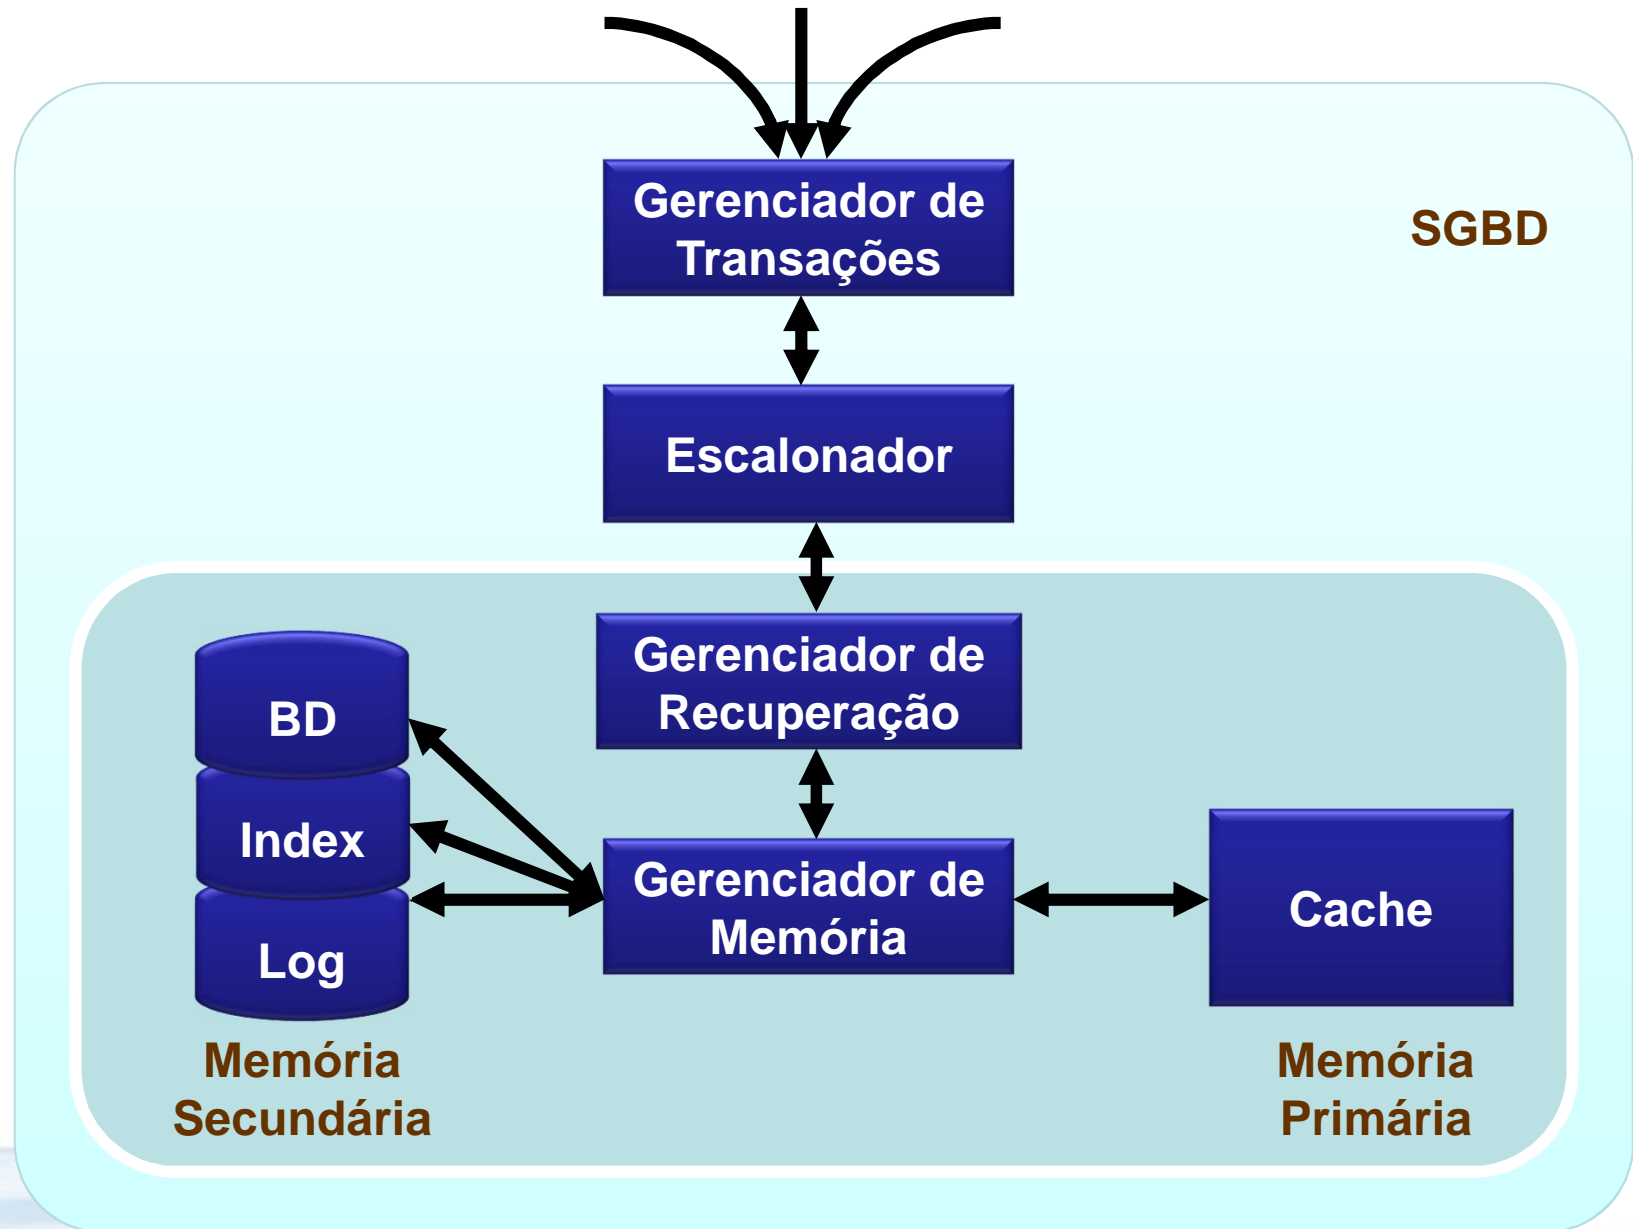 Gerenciador de
Transações
SGBD
Escalonador
Gerenciador de
Recuperação
BD
Index
Log
Gerenciador de
Memória
Cache
Memória
Secundária
Memória
Primária